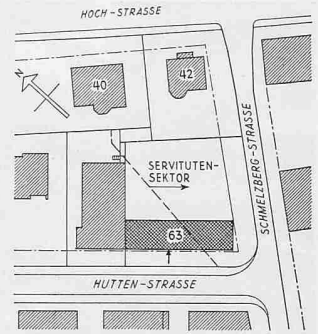 HOCH-STRASSE
42
40
N
SERVITUTEN-
SEKTOR
SCHMELZBERG-STRASSE
63
HUTTEN-STRASSE